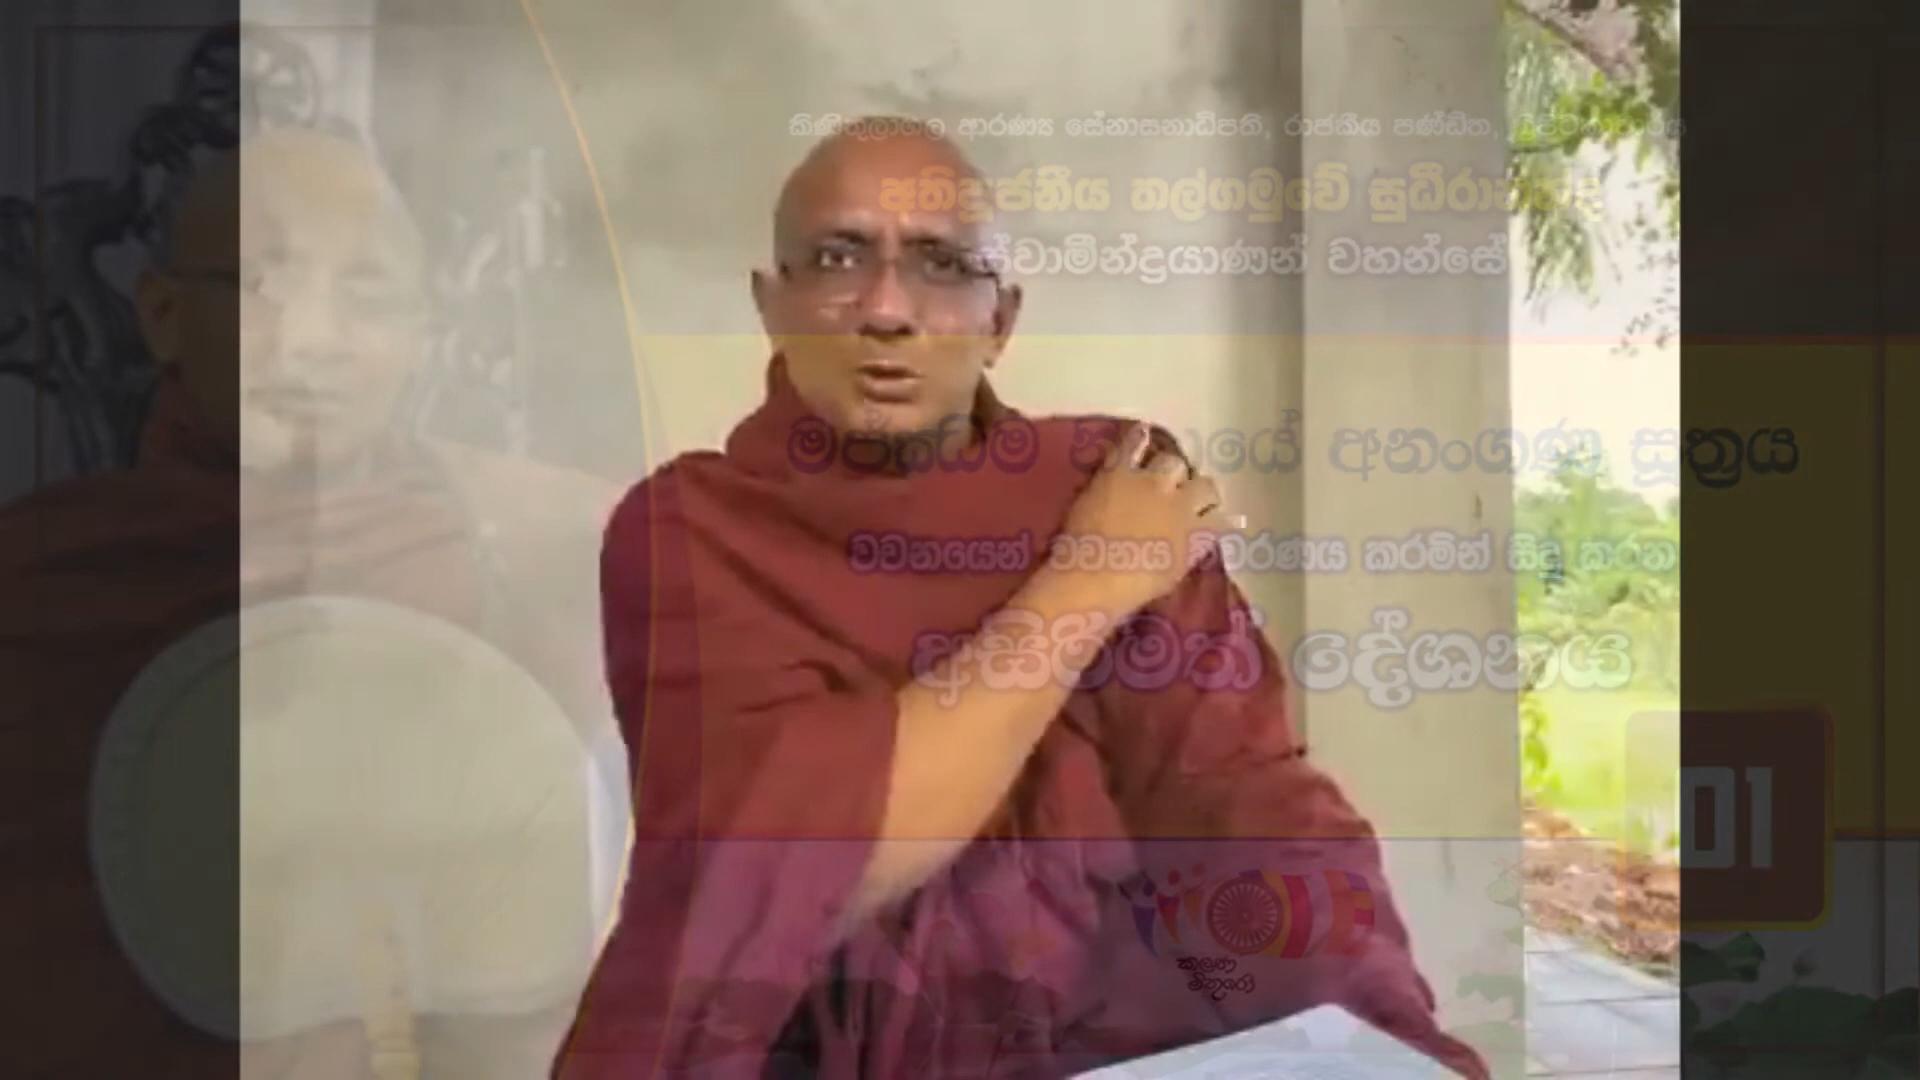 ආරණ්‍ය සේනාසනාධිපති, රාජකීය පණ්ඩිත,
අතිපූජනීය තල්ගමුවේ
ස්වාමීන්ද්‍රයාණන් වහන්සේ
මජ්ඣිම නිකායේ අනංගණ සූත්‍රය
වචනයෙන් වචනය විවරණය කරමින් සිදු කරන
අසිරිමත් දේශනය
01
කල්‍යාණ
මිතුරෝ